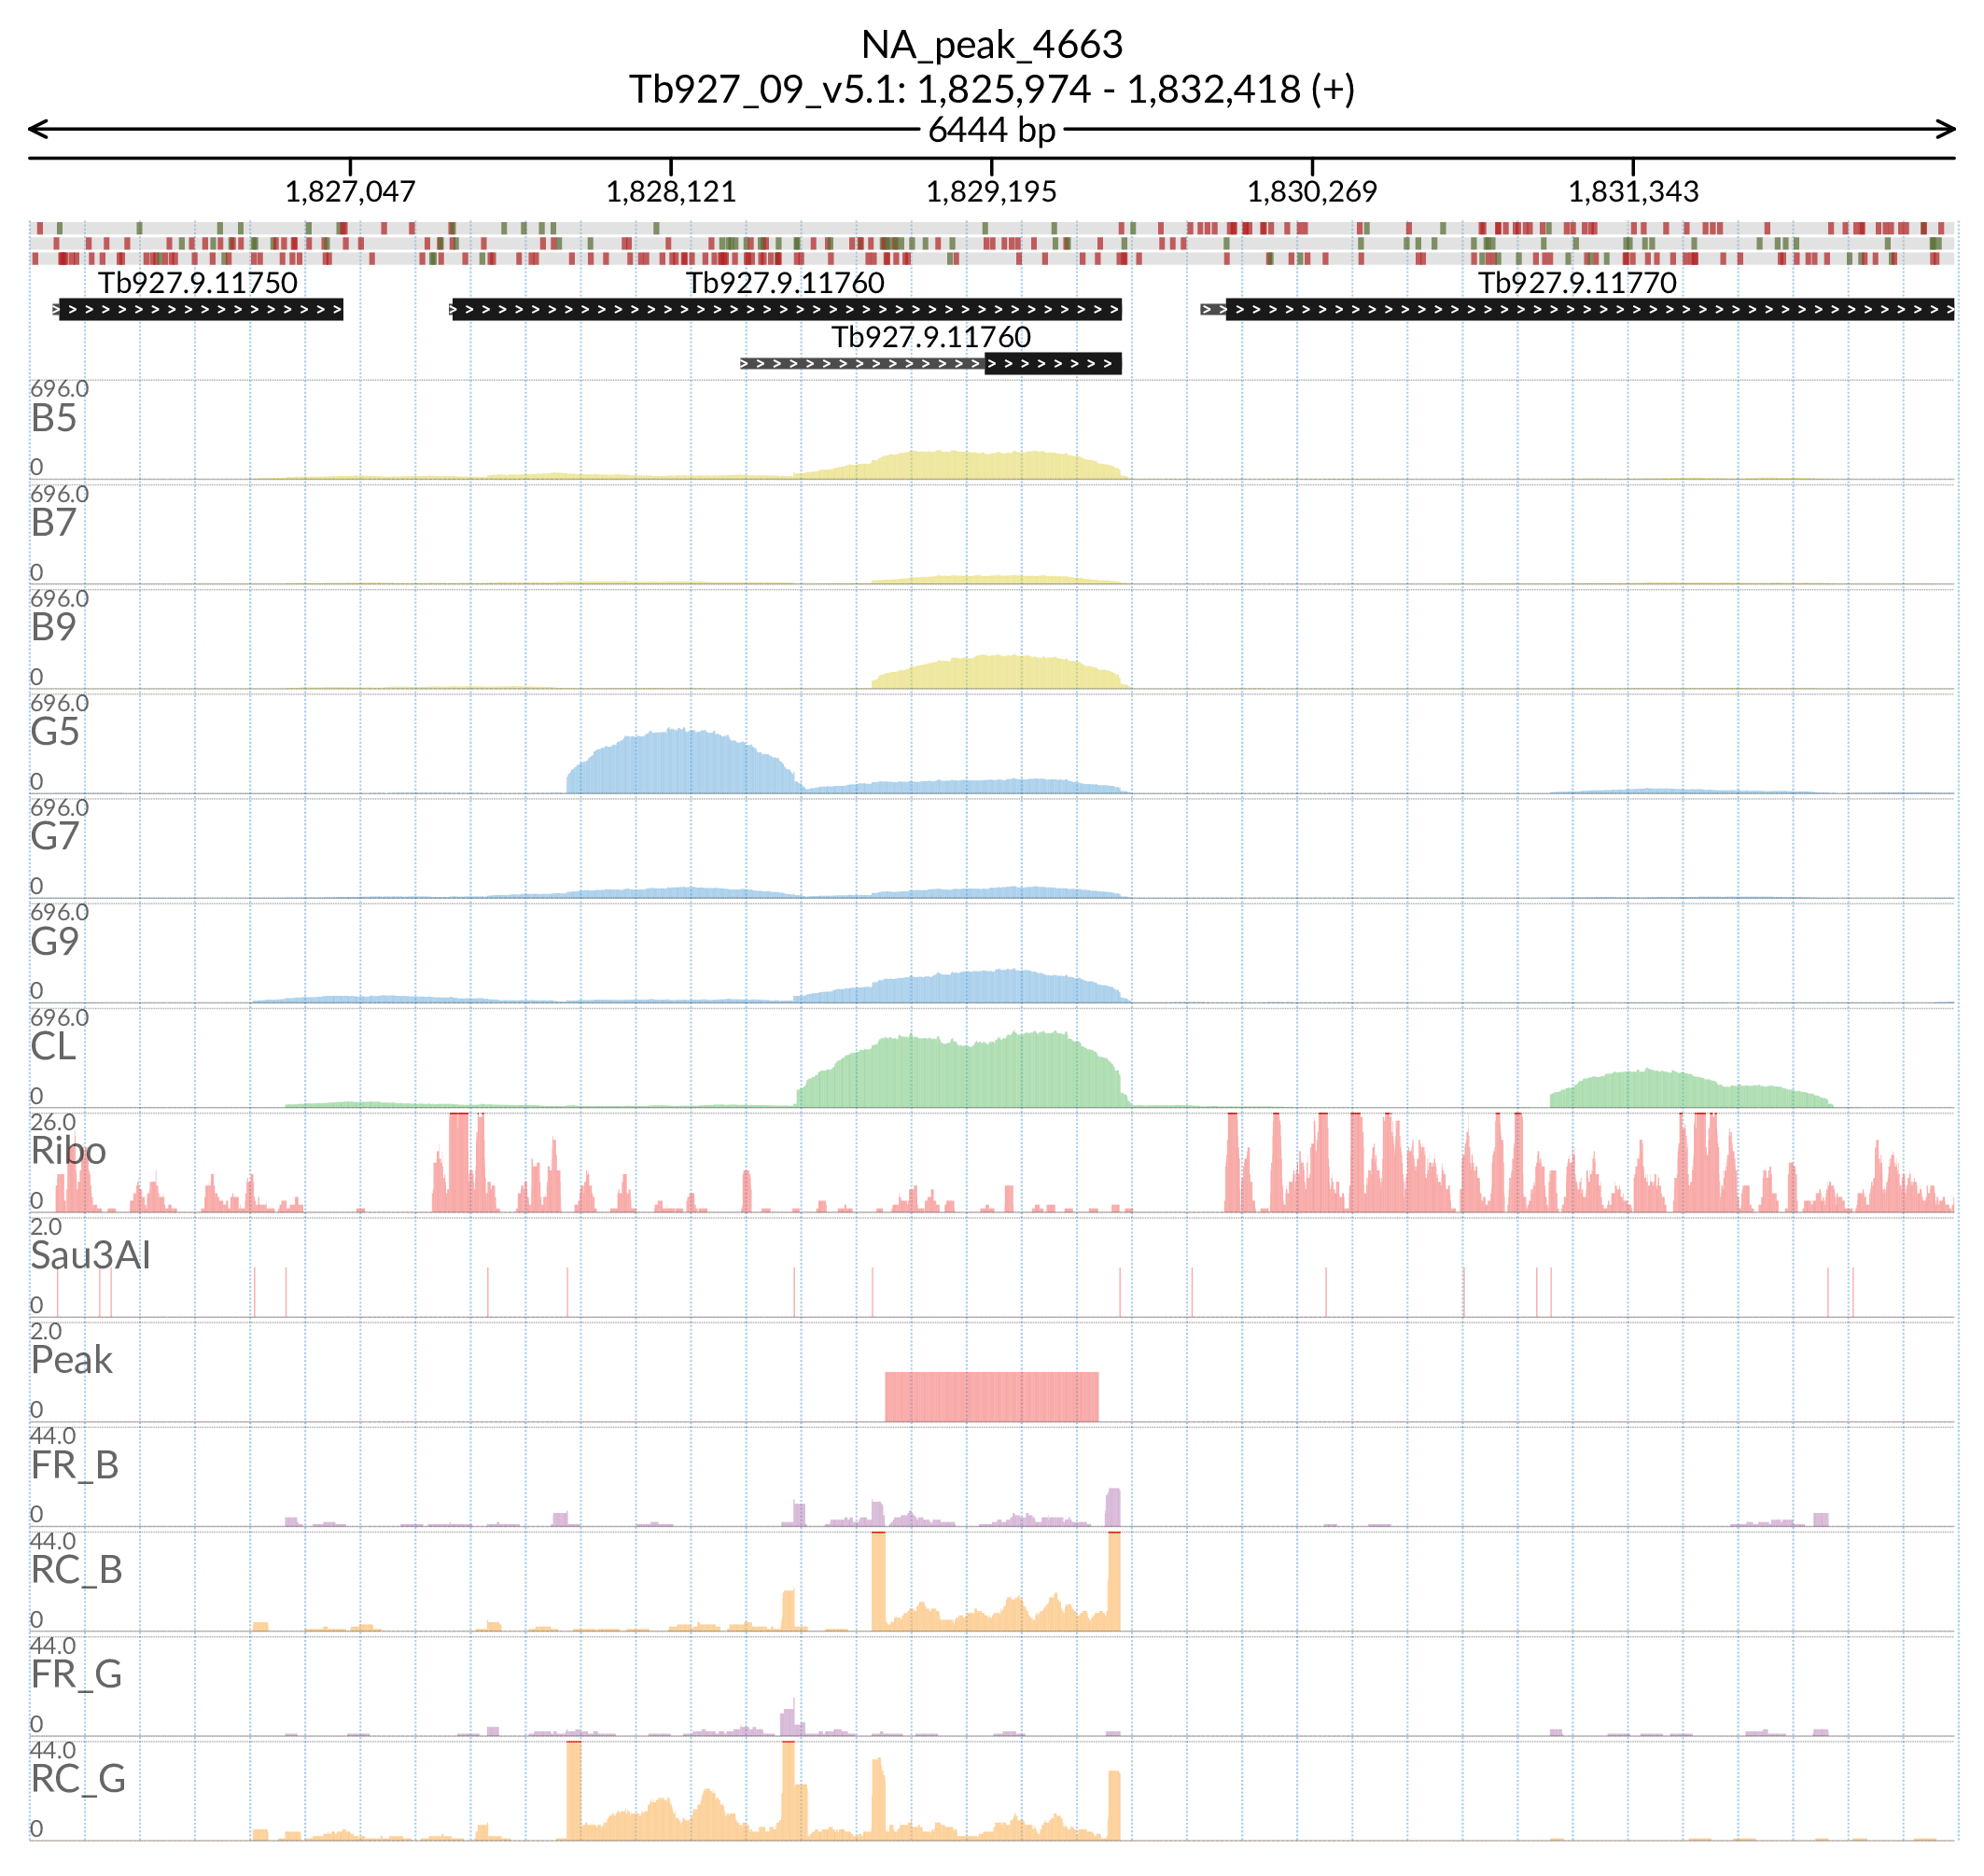 NA_peak_4663
Tb927_09_v5.1: 1,825,974 - 1,832,418 (+)
6444 bp
1,827,047 1,828,121 1,829,195 1,830,269 1,831,343
Tb927.9.11750 Tb927.9.11760 Tb927.9.11770
Tb927.9.11760
696.0
B5
0
696.0
B7
0
696.0
B9
0
696.0
G5
0
696.0
G7
0
696.0
G9
0
696.0
CL
0
26.0
Ribo
0
2.0
Sau3AI
0
2.0
Peak
0
44.0
FR_B
0
44.0
RC_B
0
44.0
FR_G
0
44.0
RC_G
0